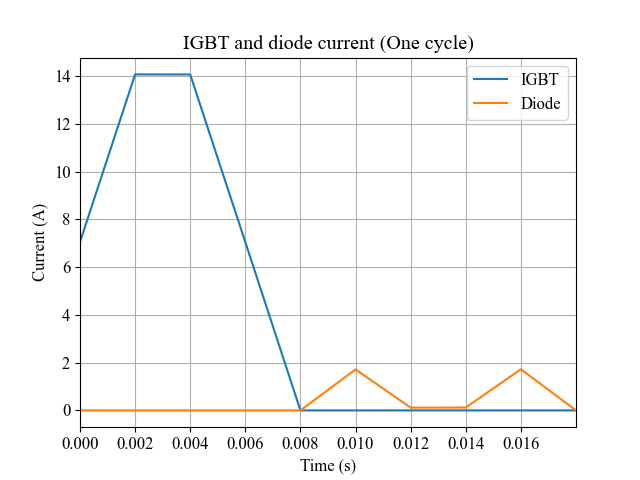 IGBT and diode current (One cycle)
IGBT
Diode
Current (A)
14
12
10
8
6
4
2
0
0.000 0.002 0.004 0.006 0.008 0.010 0.012 0.014 0.016
Time (s)